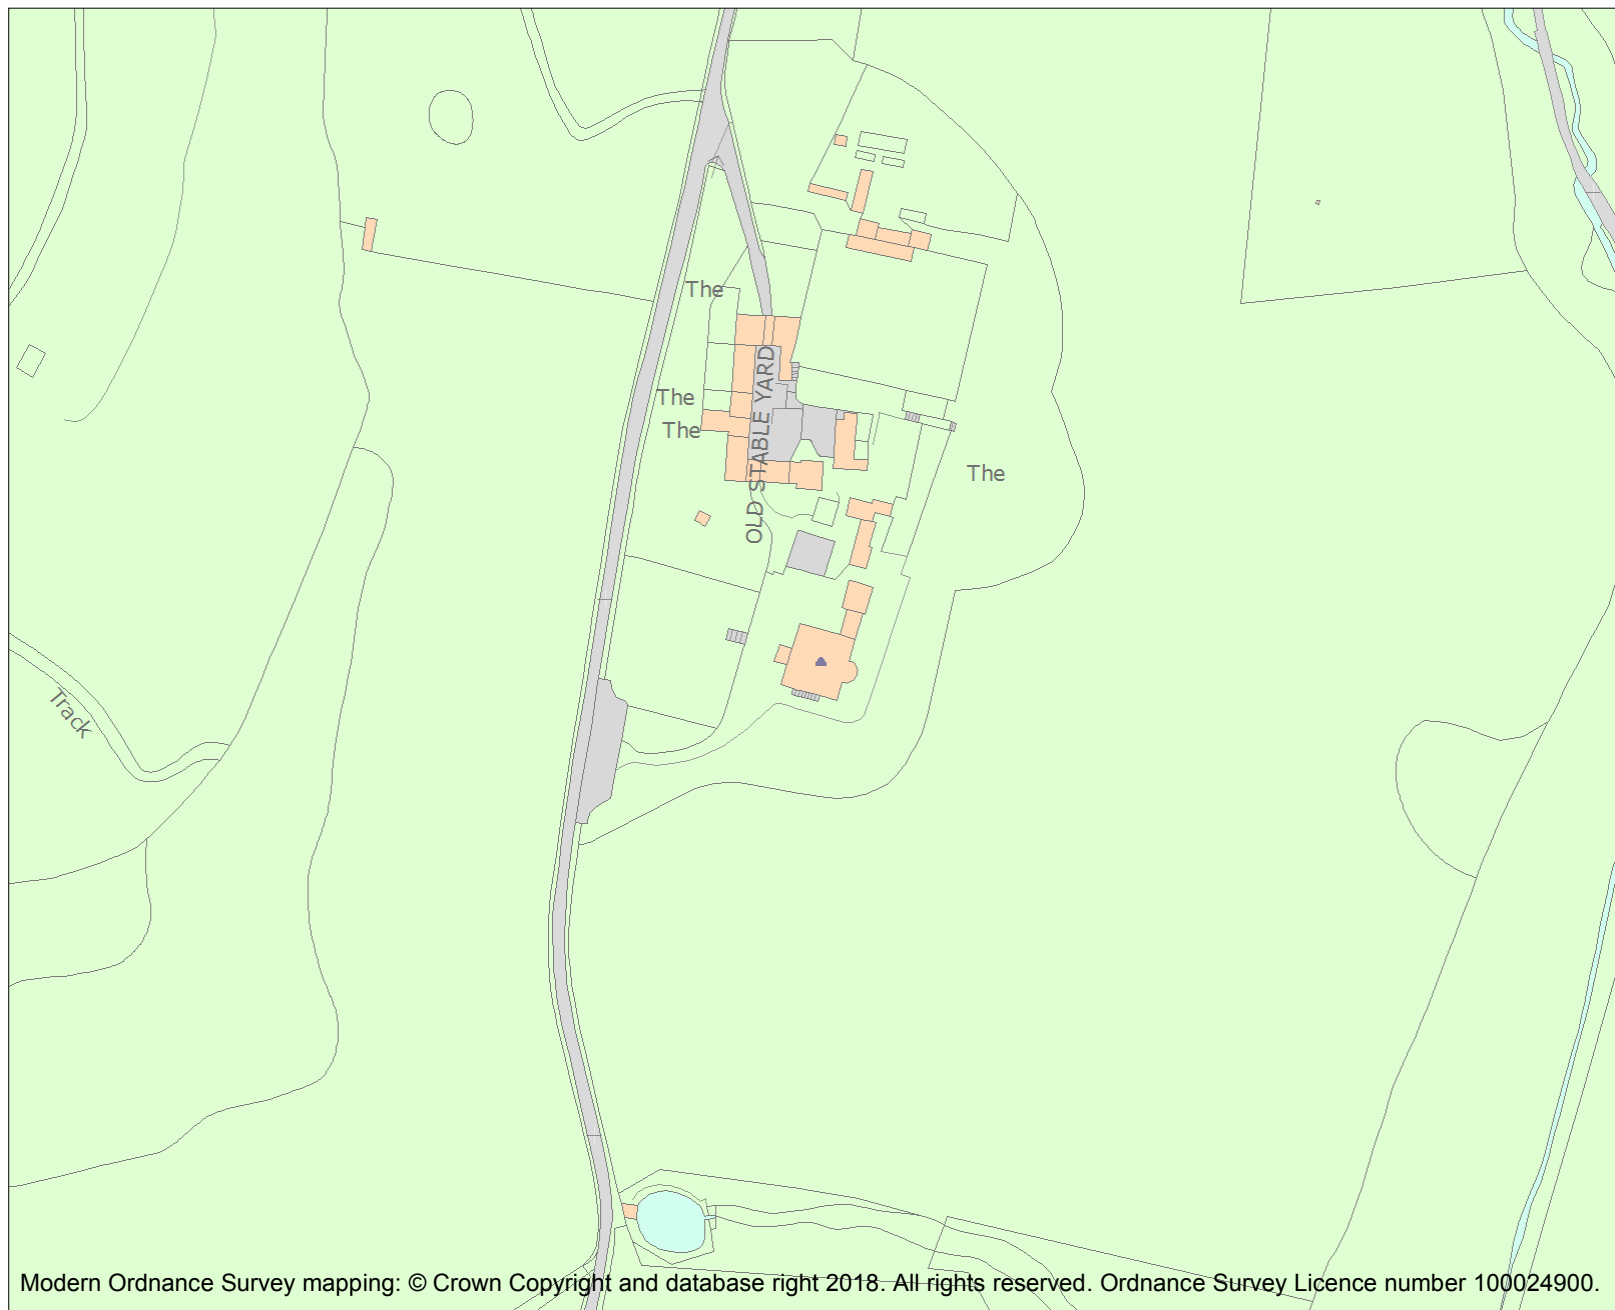 The
The
The
OLD STABLE YARD
The
Track
Modern Ordnance Survey mapping: © Crown Copyright and database right 2018. All rights reserved. Ordnance Survey Licence number 100024900.